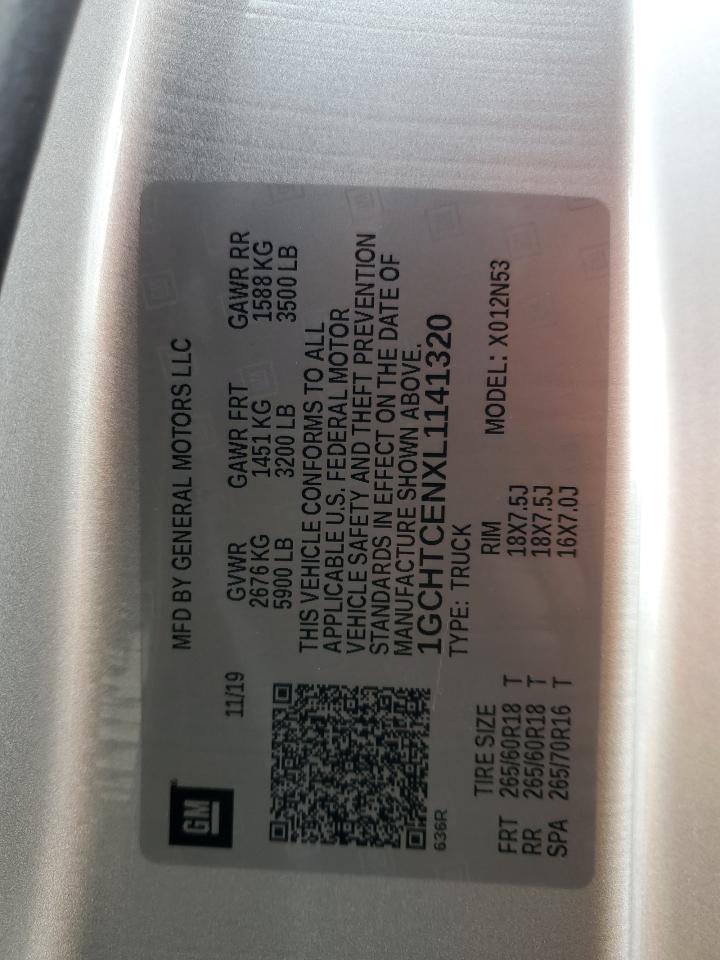 GM
MFD BY GENERAL MOTORS LLC
11/19
GVWR GAWR FRT GAWR RR
2676 KG 1451 KG 1588 KG
5900 LB 3200 LB 3500 LB
THIS VEHICLE CONFORMS TO ALL
APPLICABLE U.S. FEDERAL MOTOR
VEHICLE SAFETY AND THEFT PREVENTION
STANDARDS IN EFFECT ON THE DATE OF
MANUFACTURE SHOWN ABOVE.
1GCHTCENXL1141320
636R
TYPE: TRUCK
MODEL: X012N53
TIRE SIZE RIM
FRT 265/60R18 T 18X7.5J
RR 265/60R18 T 18X7.5J
SPA 265/70R16 T 16X7.0J